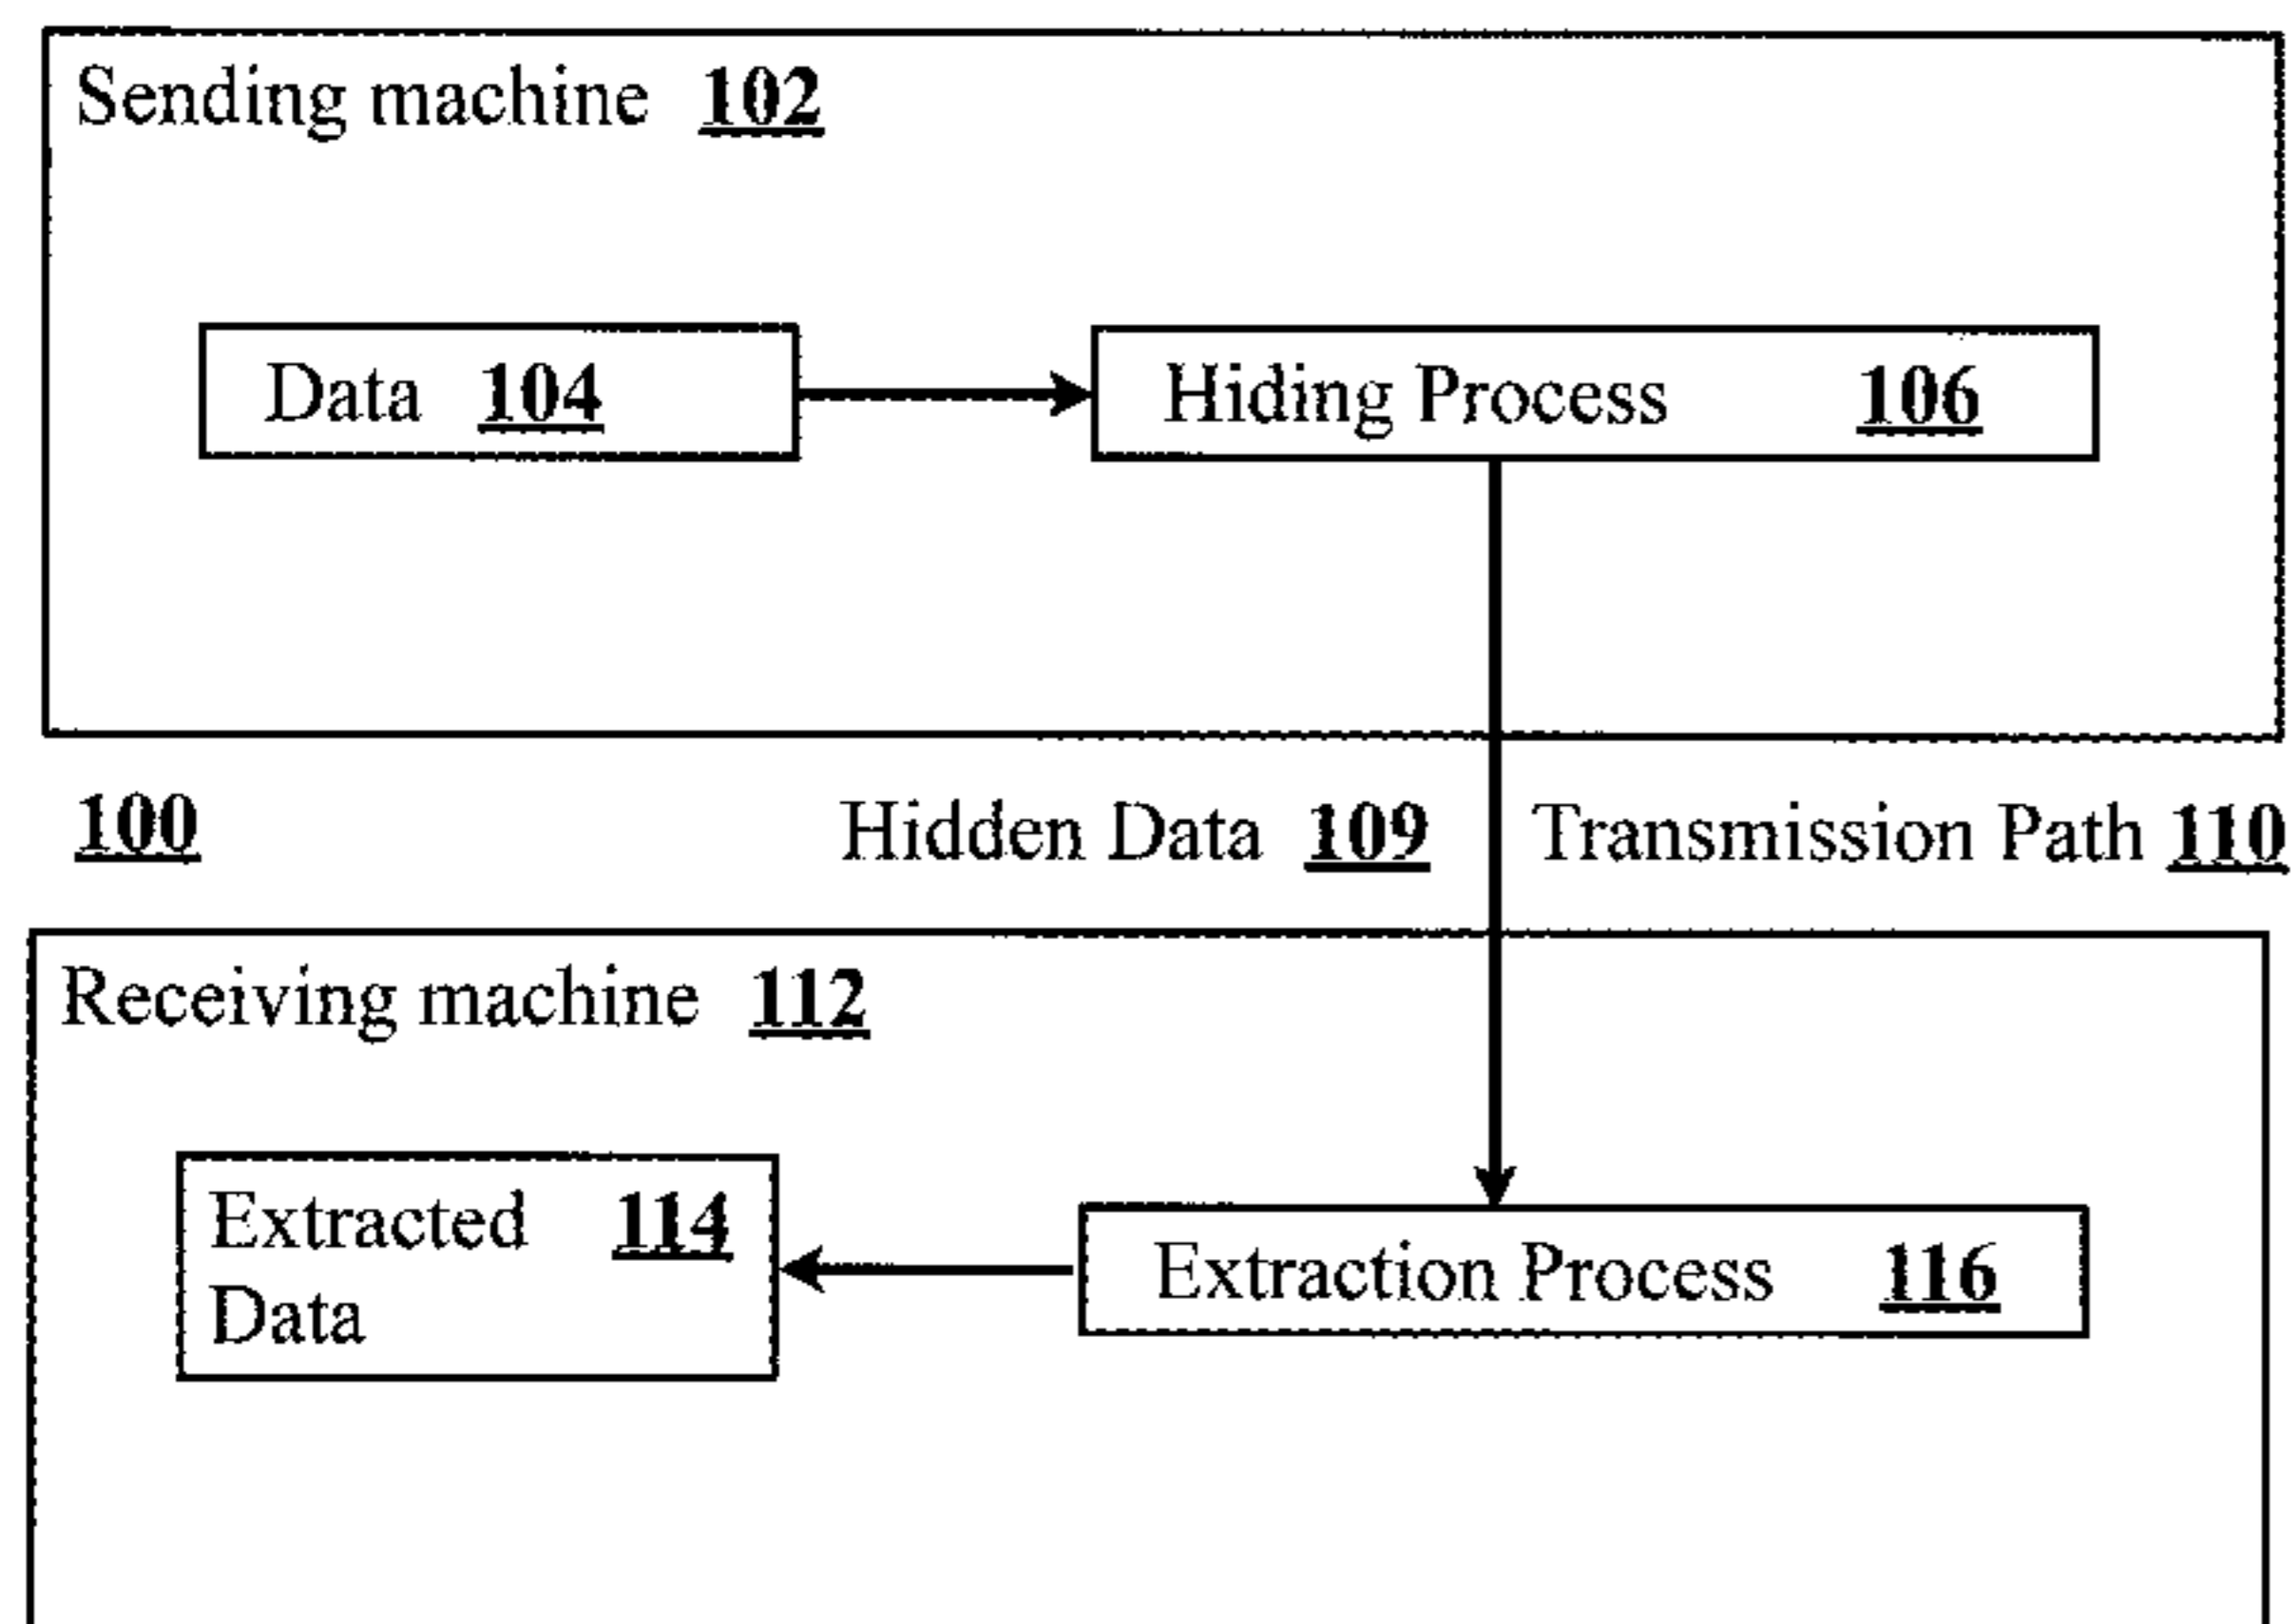 Sending machine 102
Data 104
Hiding Process 106
100
Hidden Data 109
Transmission Path 110
Receiving machine 112
Extracted 114
Data
Extraction Process 116